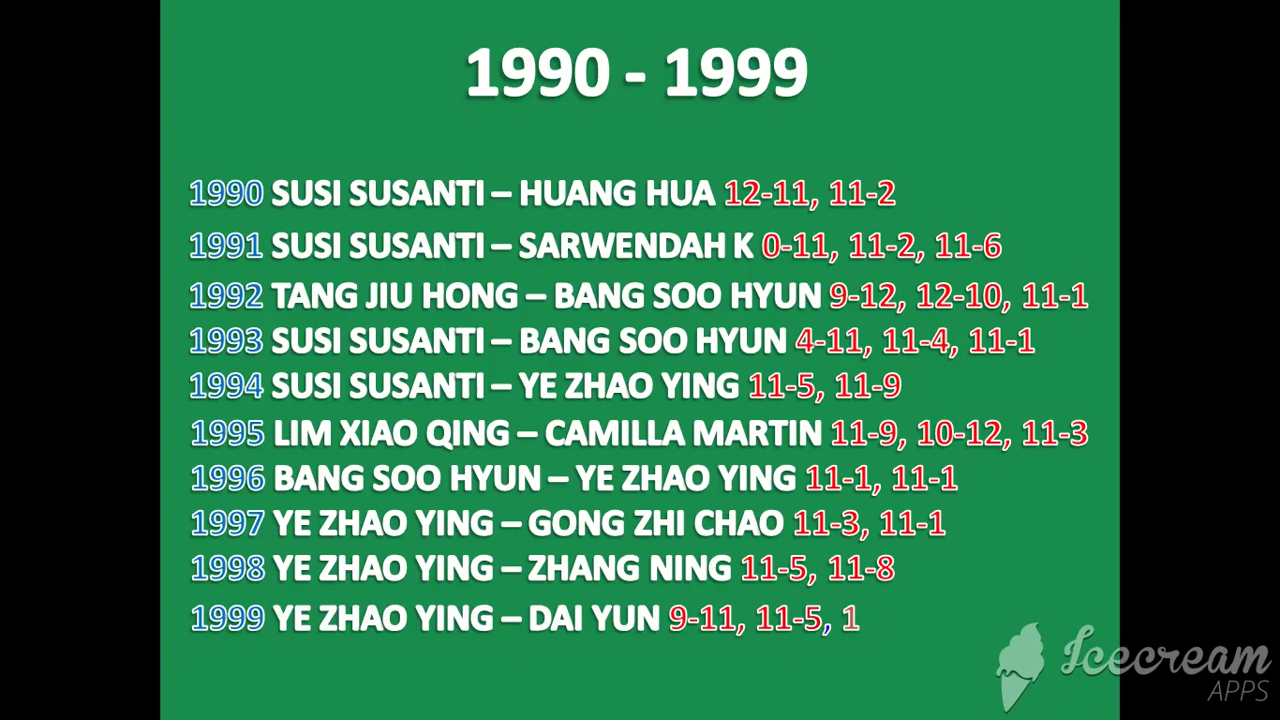 1990 - 1999
1990 SUSI SUSANTI – HUANG HUA 12-11, 11-2
1991 SUSI SUSANTI – SARWENDAH K 0-11, 11-2, 11-6
1992 TANG JIU HONG – BANG SOO HYUN 9-12, 12-10, 11-1
1993 SUSI SUSANTI – BANG SOO HYUN 4-11, 11-4, 11-1
1994 SUSI SUSANTI – YE ZHAO YING 11-5, 11-9
1995 LIM XIAO QING – CAMILLA MARTIN 11-9, 10-12, 11-3
1996 BANG SOO HYUN – YE ZHAO YING 11-1, 11-1
1997 YE ZHAO YING – GONG ZHI CHAO 11-3, 11-1
1998 YE ZHAO YING – ZHANG NING 11-5, 11-8
1999 YE ZHAO YING – DAI YUN 9-11, 11-5, 1
Icecream
APPS